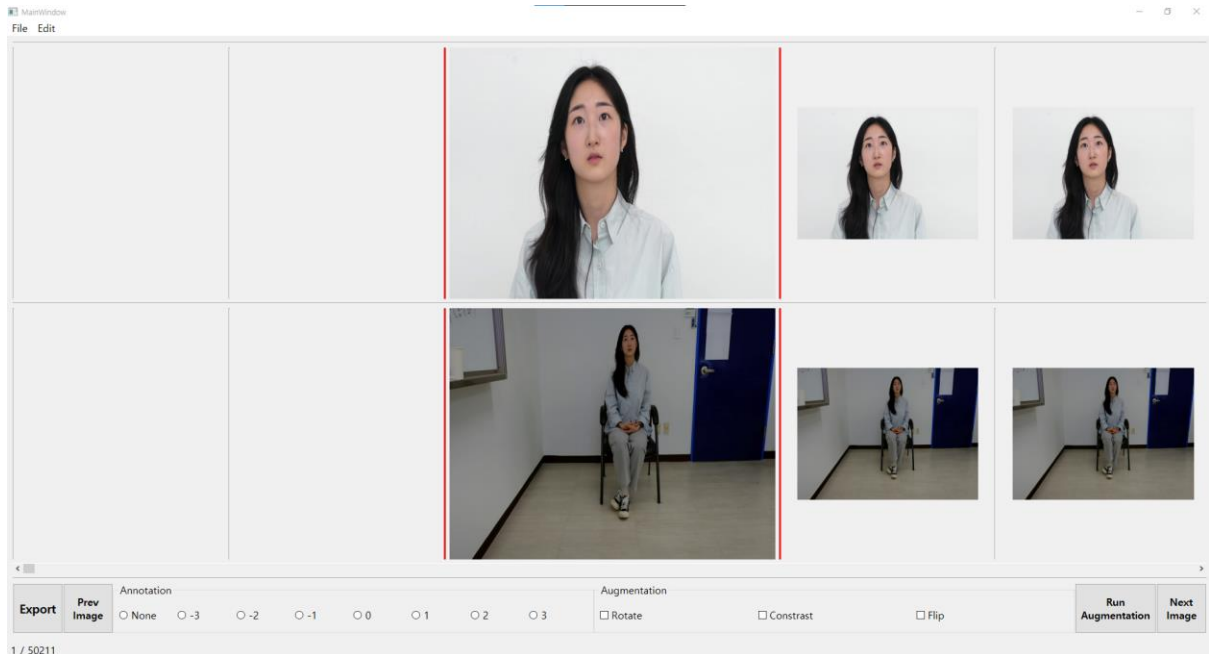 MainWindow
File Edit
Export
Prev
Image
Annotation
None -3 -2 -1 0 1 2 3
Augmentation
Rotate Constrast Flip
Run
Augmentation
Next
Image
1 / 50211